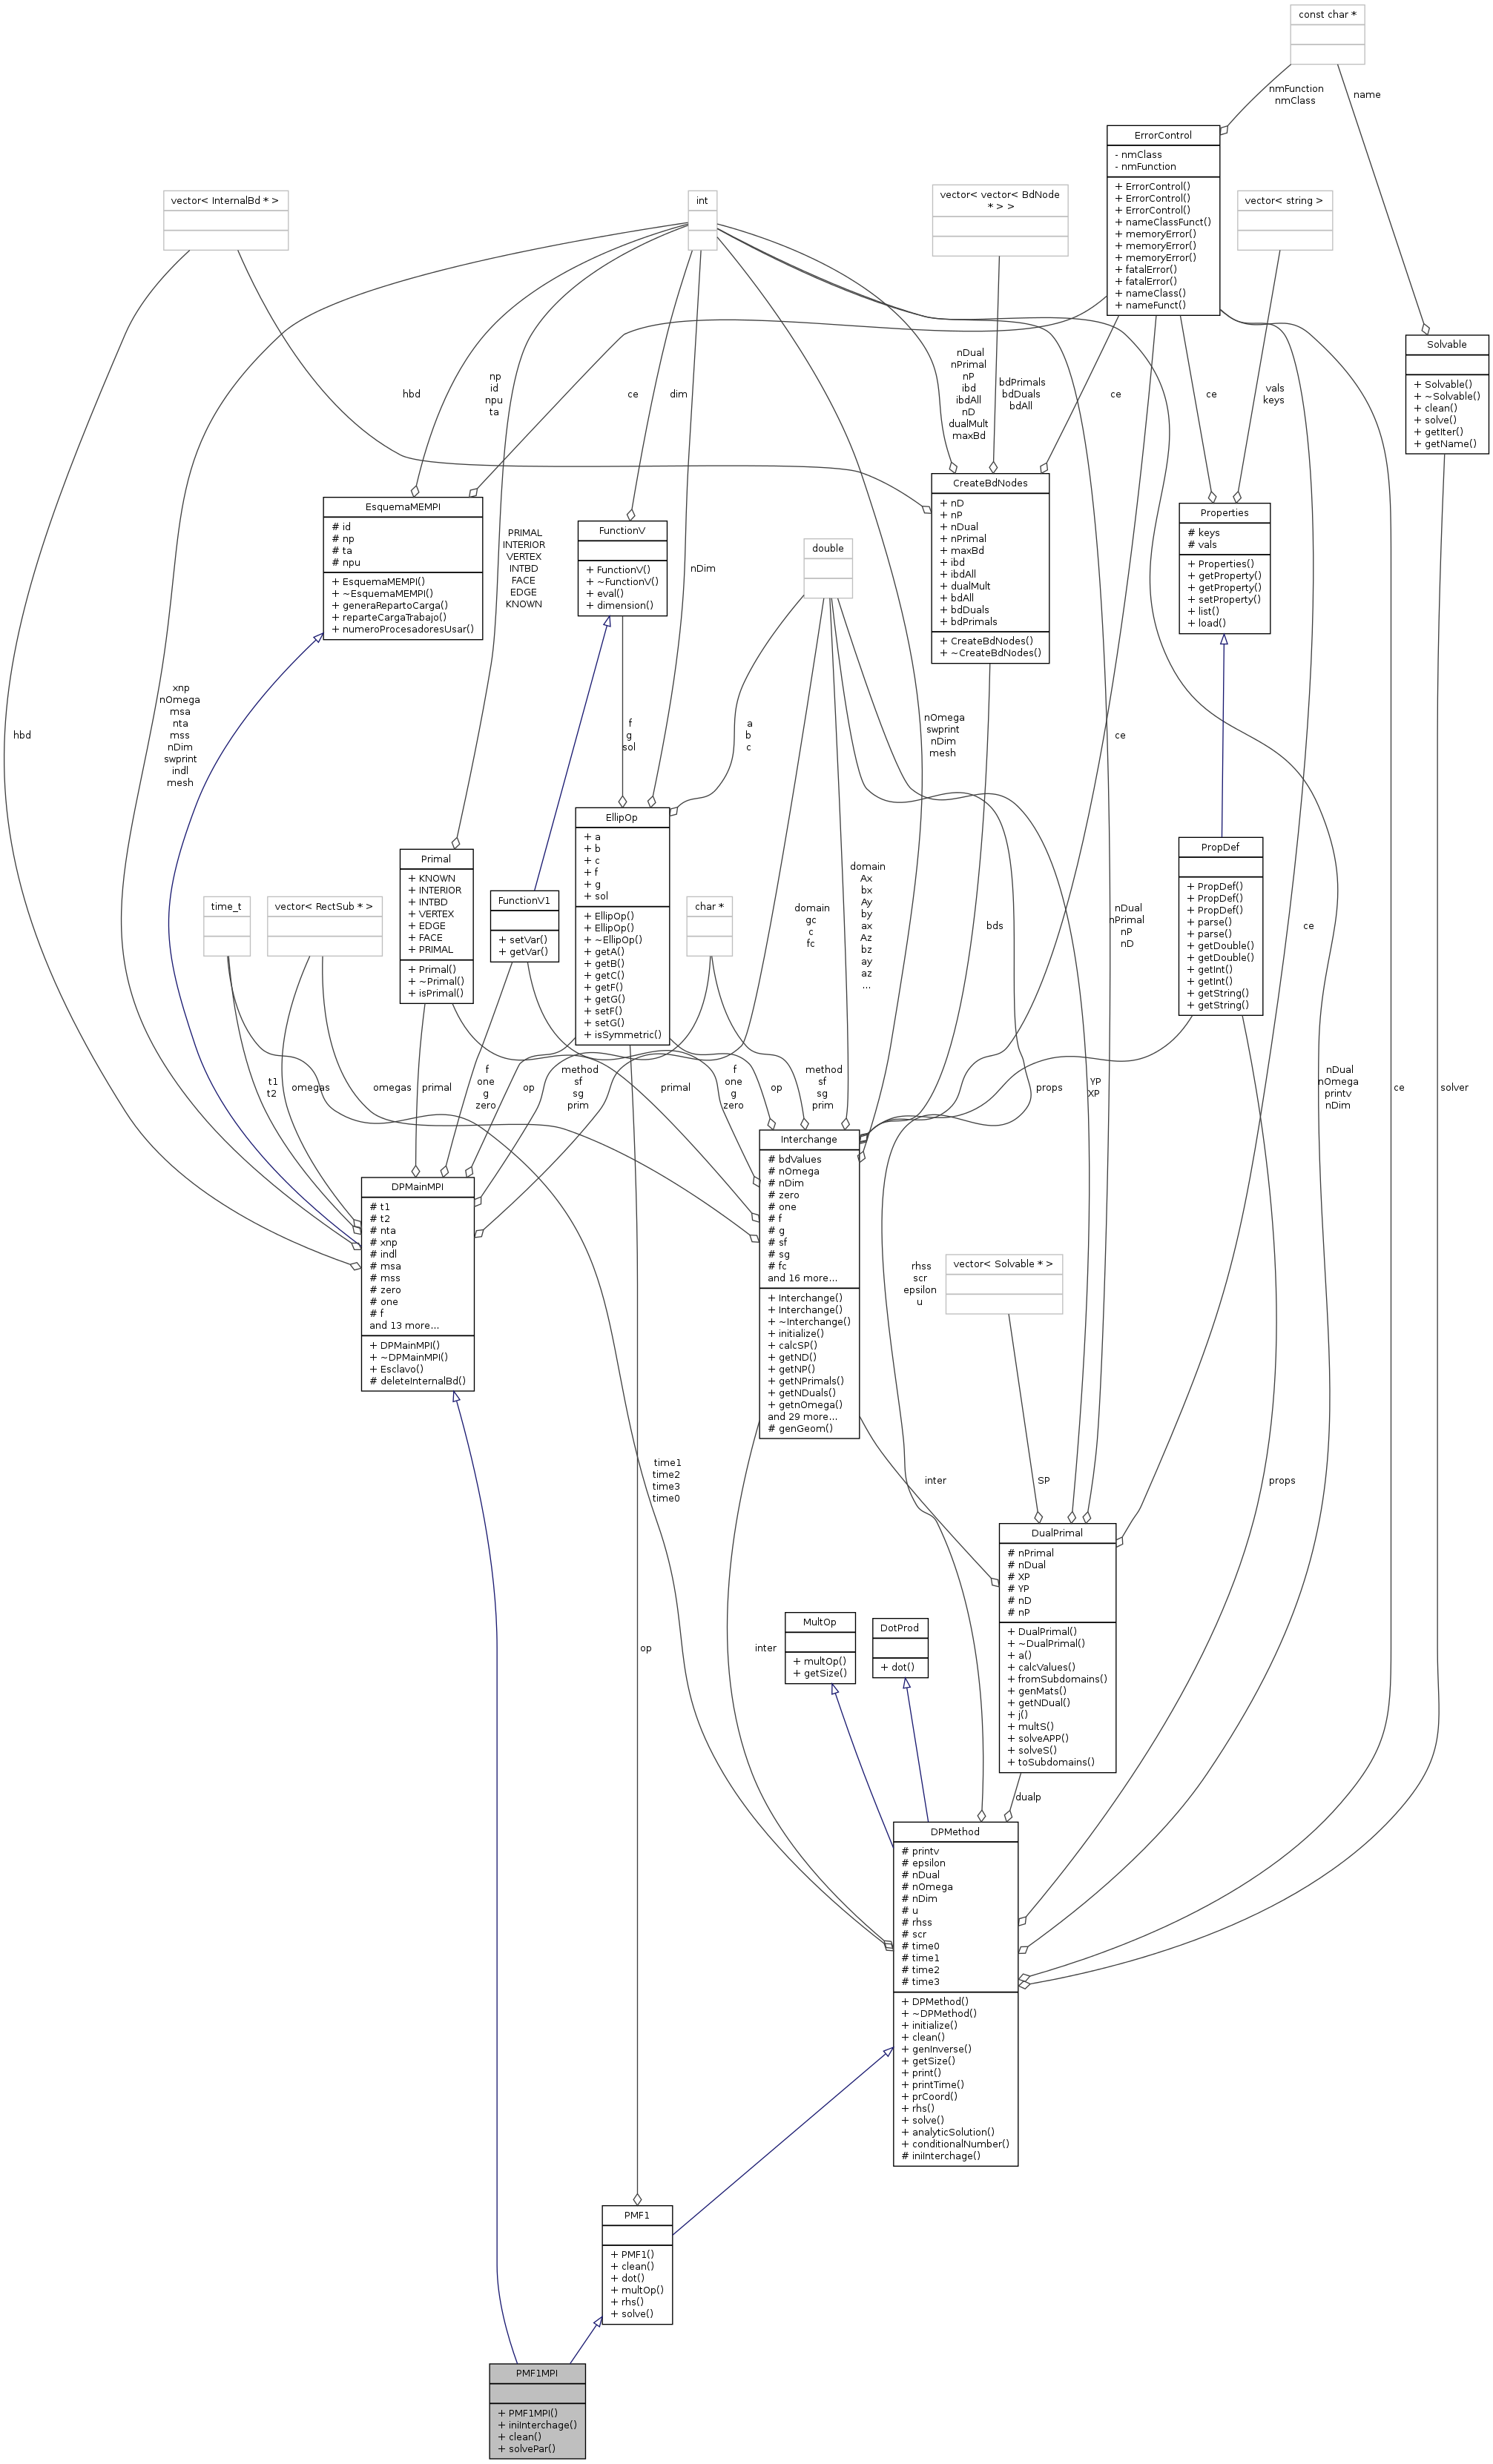 const char *
nmFunction
nmClass
name
ErrorControl
- nmClass
- nmFunction
+ ErrorControl()
+ ErrorControl()
+ ErrorControl()
+ nameClassFunct()
+ memoryError()
+ memoryError()
+ memoryError()
+ fatalError()
+ fatalError()
+ nameClass()
+ nameFunct()
vector< InternalBd * >
int
vector< vector< BdNode
* > >
vector< string >
Solvable
+ Solvable()
+ ~Solvable()
+ clean()
+ solve()
+ getIter()
+ getName()
hbd
np
id
npu
ta
ce
dim
nDual
nPrimal
nP
ibd
ibdAll
nD
dualMult
maxBd
bdPrimals
bdDuals
bdAll
ce
ce
vals
keys
EsquemaMEMPI
# id
# np
# ta
# npu
+ EsquemaMEMPI()
+ ~EsquemaMEMPI()
+ generaRepartoCarga()
+ reparteCargaTrabajo()
+ numeroProcesadoresUsar()
PRIMAL
INTERIOR
VERTEX
INTBD
FACE
EDGE
KNOWN
FunctionV
+ FunctionV()
+ ~FunctionV()
+ eval()
+ dimension()
nDim
double
CreateBdNodes
+ nD
+ nP
+ nDual
+ nPrimal
+ maxBd
+ ibd
+ ibdAll
+ dualMult
+ bdAll
+ bdDuals
+ bdPrimals
+ CreateBdNodes()
+ ~CreateBdNodes()
Properties
# keys
# vals
+ Properties()
+ getProperty()
+ getProperty()
+ setProperty()
+ list()
+ load()
hbd
xnp
nOmega
msa
nta
mss
nDim
swprint
indl
mesh
f
g
sol
a
b
c
nOmega
swprint
nDim
mesh
ce
Primal
+ KNOWN
+ INTERIOR
+ INTBD
+ VERTEX
+ EDGE
+ FACE
+ PRIMAL
+ Primal()
+ ~Primal()
+ isPrimal()
EllipOp
+ a
+ b
+ c
+ f
+ g
+ sol
+ EllipOp()
+ EllipOp()
+ ~EllipOp()
+ getA()
+ getB()
+ getC()
+ getF()
+ getG()
+ setF()
+ setG()
+ isSymmetric()
PropDef
+ PropDef()
+ PropDef()
+ PropDef()
+ parse()
+ parse()
+ getDouble()
+ getDouble()
+ getInt()
+ getInt()
+ getString()
+ getString()
time_t
vector< RectSub * >
FunctionV1
+ setVar()
+ getVar()
char *
domain
gc
c
fc
domain
Ax
bx
Ay
by
ax
Az
bz
ay
az
...
bds
nDual
nPrimal
nP
nD
ce
t1
t2
omegas
omegas
primal
f
one
g
zero
op
method
sf
sg
prim
primal
f
one
g
zero
op
method
sf
sg
prim
props
YP
XP
nDual
nOmega
printv
nDim
ce
solver
DPMainMPI
# t1
# t2
# nta
# xnp
# indl
# msa
# mss
# zero
# one
# f
and 13 more...
+ DPMainMPI()
+ ~DPMainMPI()
+ Esclavo()
# deleteInternalBd()
Interchange
# bdValues
# nOmega
# nDim
# zero
# one
# f
# g
# sf
# sg
# fc
and 16 more...
+ Interchange()
+ Interchange()
+ ~Interchange()
+ initialize()
+ calcSP()
+ getND()
+ getNP()
+ getNPrimals()
+ getNDuals()
+ getnOmega()
and 29 more...
# genGeom()
rhss
scr
epsilon
u
vector< Solvable * >
time1
time2
time3
time0
inter
SP
props
DualPrimal
# nPrimal
# nDual
# XP
# YP
# nD
# nP
+ DualPrimal()
+ ~DualPrimal()
+ a()
+ calcValues()
+ fromSubdomains()
+ genMats()
+ getNDual()
+ j()
+ multS()
+ solveAPP()
+ solveS()
+ toSubdomains()
op
inter
MultOp
+ multOp()
+ getSize()
DotProd
+ dot()
dualp
DPMethod
# printv
# epsilon
# nDual
# nOmega
# nDim
# u
# rhss
# scr
# time0
# time1
# time2
# time3
+ DPMethod()
+ ~DPMethod()
+ initialize()
+ clean()
+ genInverse()
+ getSize()
+ print()
+ printTime()
+ prCoord()
+ rhs()
+ solve()
+ analyticSolution()
+ conditionalNumber()
# iniInterchage()
PMF1
+ PMF1()
+ clean()
+ dot()
+ multOp()
+ rhs()
+ solve()
PMF1MPI
+ PMF1MPI()
+ iniInterchage()
+ clean()
+ solvePar()